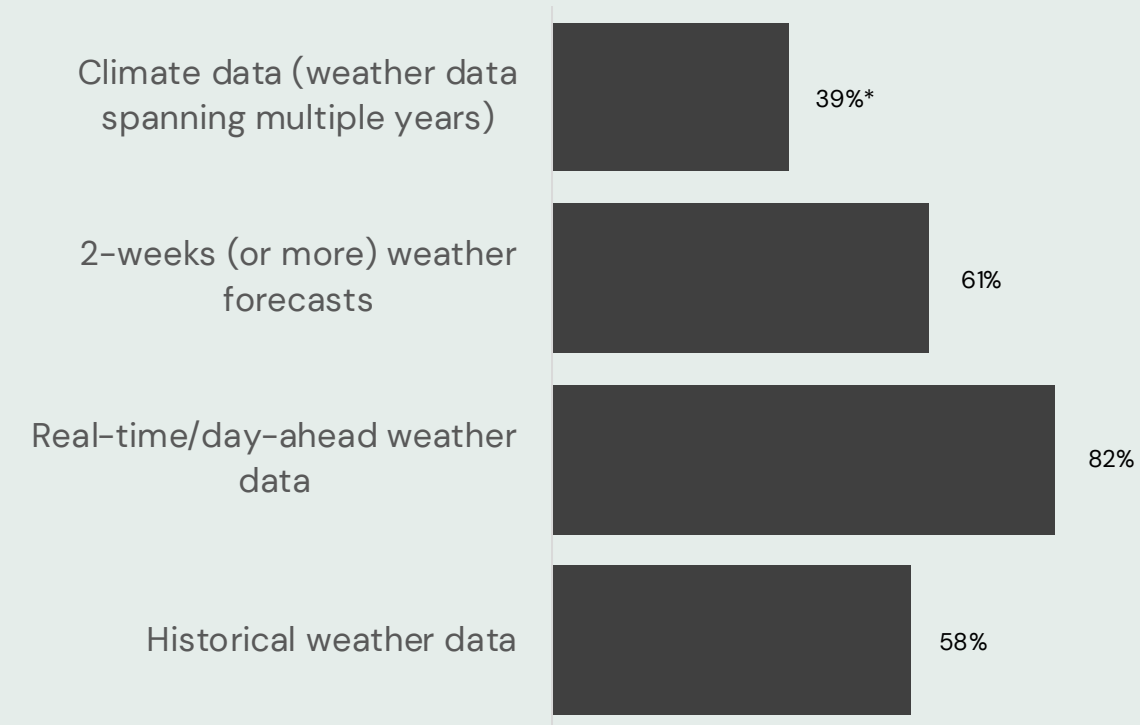 Climate data (weather data
spanning multiple years)
39%*
2-weeks (or more) weather
forecasts
61%
Real-time/day-ahead weather
data
82%
Historical weather data
58%